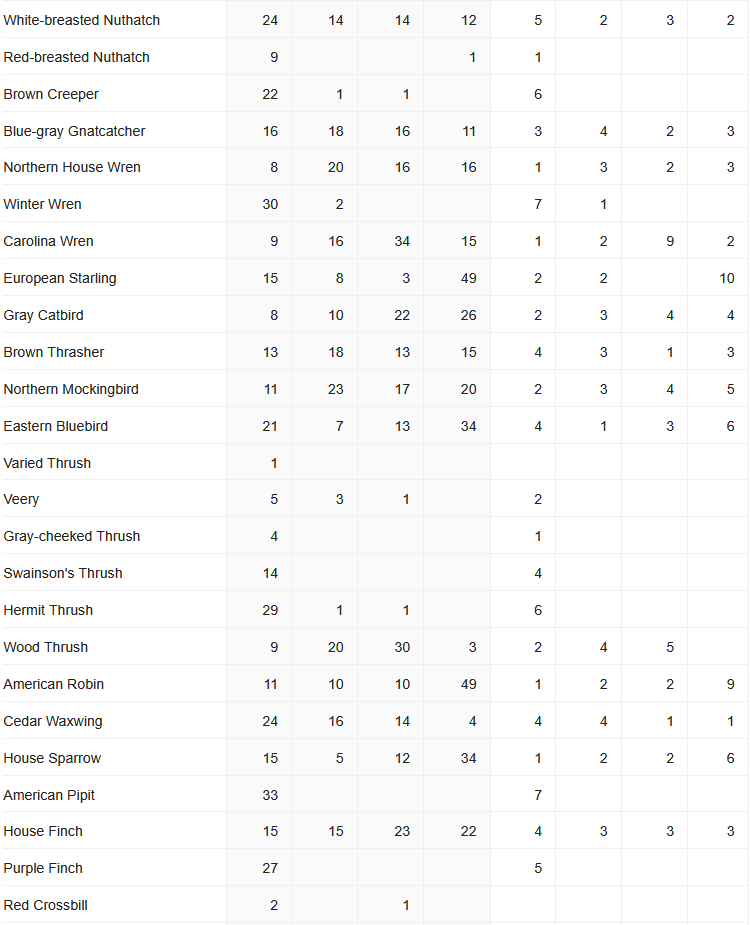 White-breasted Nuthatch 24 14 14 12 5 2 3 2
Red-breasted Nuthatch 9 1 1
Brown Creeper 22 1 1 6
Blue-gray Gnatcatcher 16 18 16 11 3 4 2 3
Northern House Wren 8 20 16 16 1 3 2 3
Winter Wren 30 2 7 1
Carolina Wren 9 16 34 15 1 2 9 2
European Starling 15 8 3 49 2 2 10
Gray Catbird 8 10 22 26 2 3 4 4
Brown Thrasher 13 18 13 15 4 3 1 3
Northern Mockingbird 11 23 17 20 2 3 4 5
Eastern Bluebird 21 7 13 34 4 1 3 6
Varied Thrush 1
Veery 5 3 1 2
Gray-cheeked Thrush 4 1
Swainson's Thrush 14 4
Hermit Thrush 29 1 1 6
Wood Thrush 9 20 30 3 2 4 5
American Robin 11 10 10 49 1 2 2 9
Cedar Waxwing 24 16 14 4 4 4 1 1
House Sparrow 15 5 12 34 1 2 2 6
American Pipit 33 7
House Finch 15 15 23 22 4 3 3 3
Purple Finch 27 5
Red Crossbill 2 1